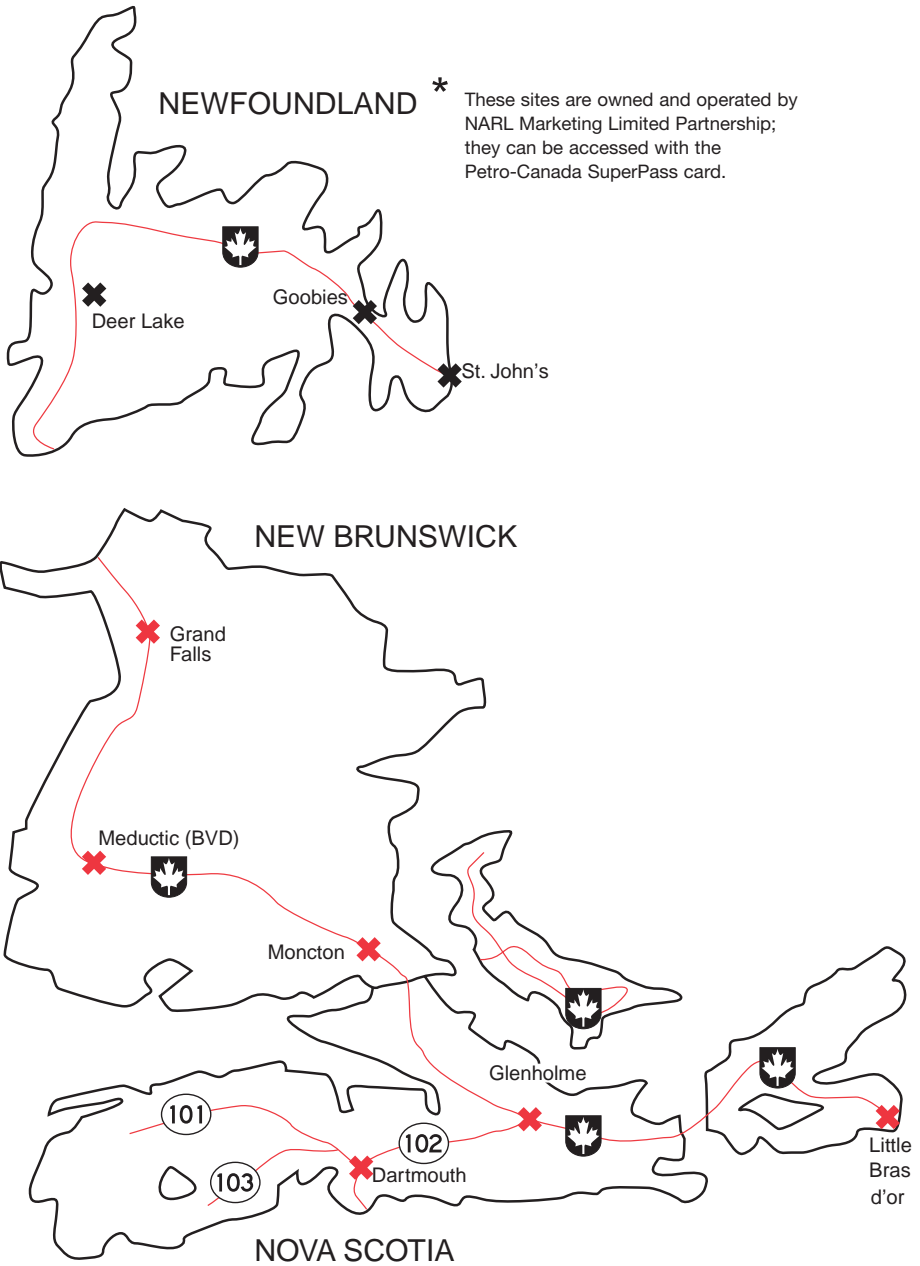 NEWFOUNDLAND *
These sites are owned and operated by
NARL Marketing Limited Partnership;
they can be accessed with the
Petro-Canada SuperPass card.
Goobies
Deer Lake
St. John's
NEW BRUNSWICK
Grand
Falls
Meductic (BVD)
Moncton
Glenholme
101
102
103
Dartmouth
Little
Bras
d'or
NOVA SCOTIA